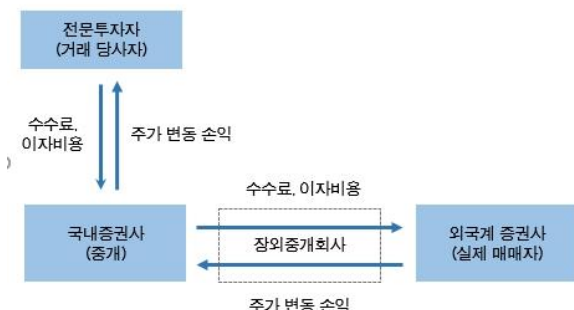 전문투자자
(거래 당사자)
수수료,
이자비용
주가 변동 손익
수수료, 이자비용
국내증권사
(중개)
장외중개회사
외국계 증권사
(실제 매매자)
주가 변동 손익